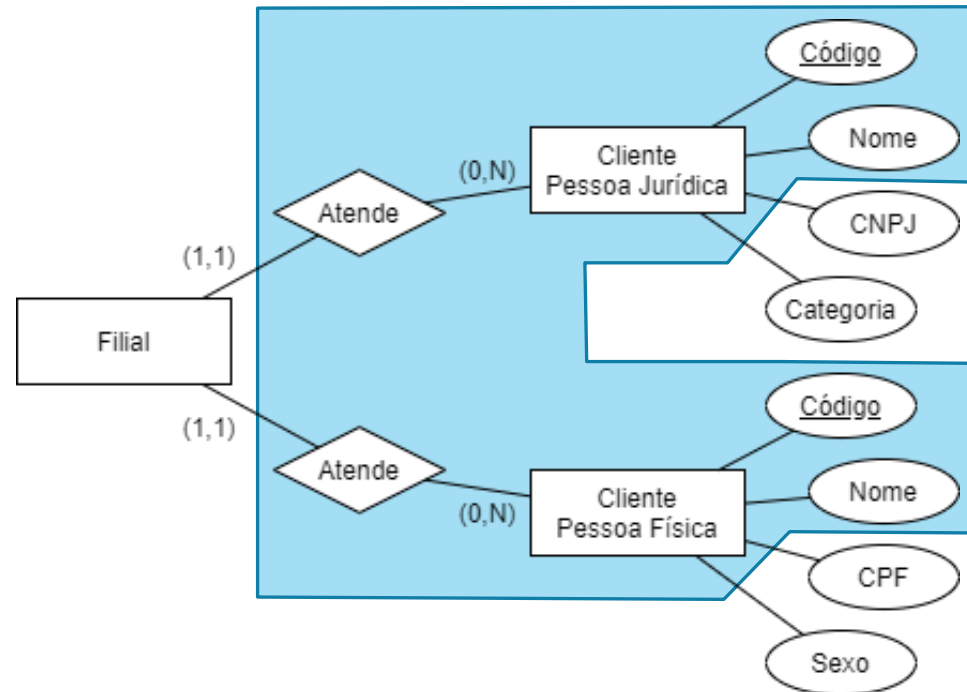 Código
Nome
Cliente
Pessoa Jurídica
(0,N)
Atende
CNPJ
(1,1)
Categoria
Filial
Código
(1,1)
Atende
Nome
Cliente
Pessoa Física
(0,N)
CPF
Sexo